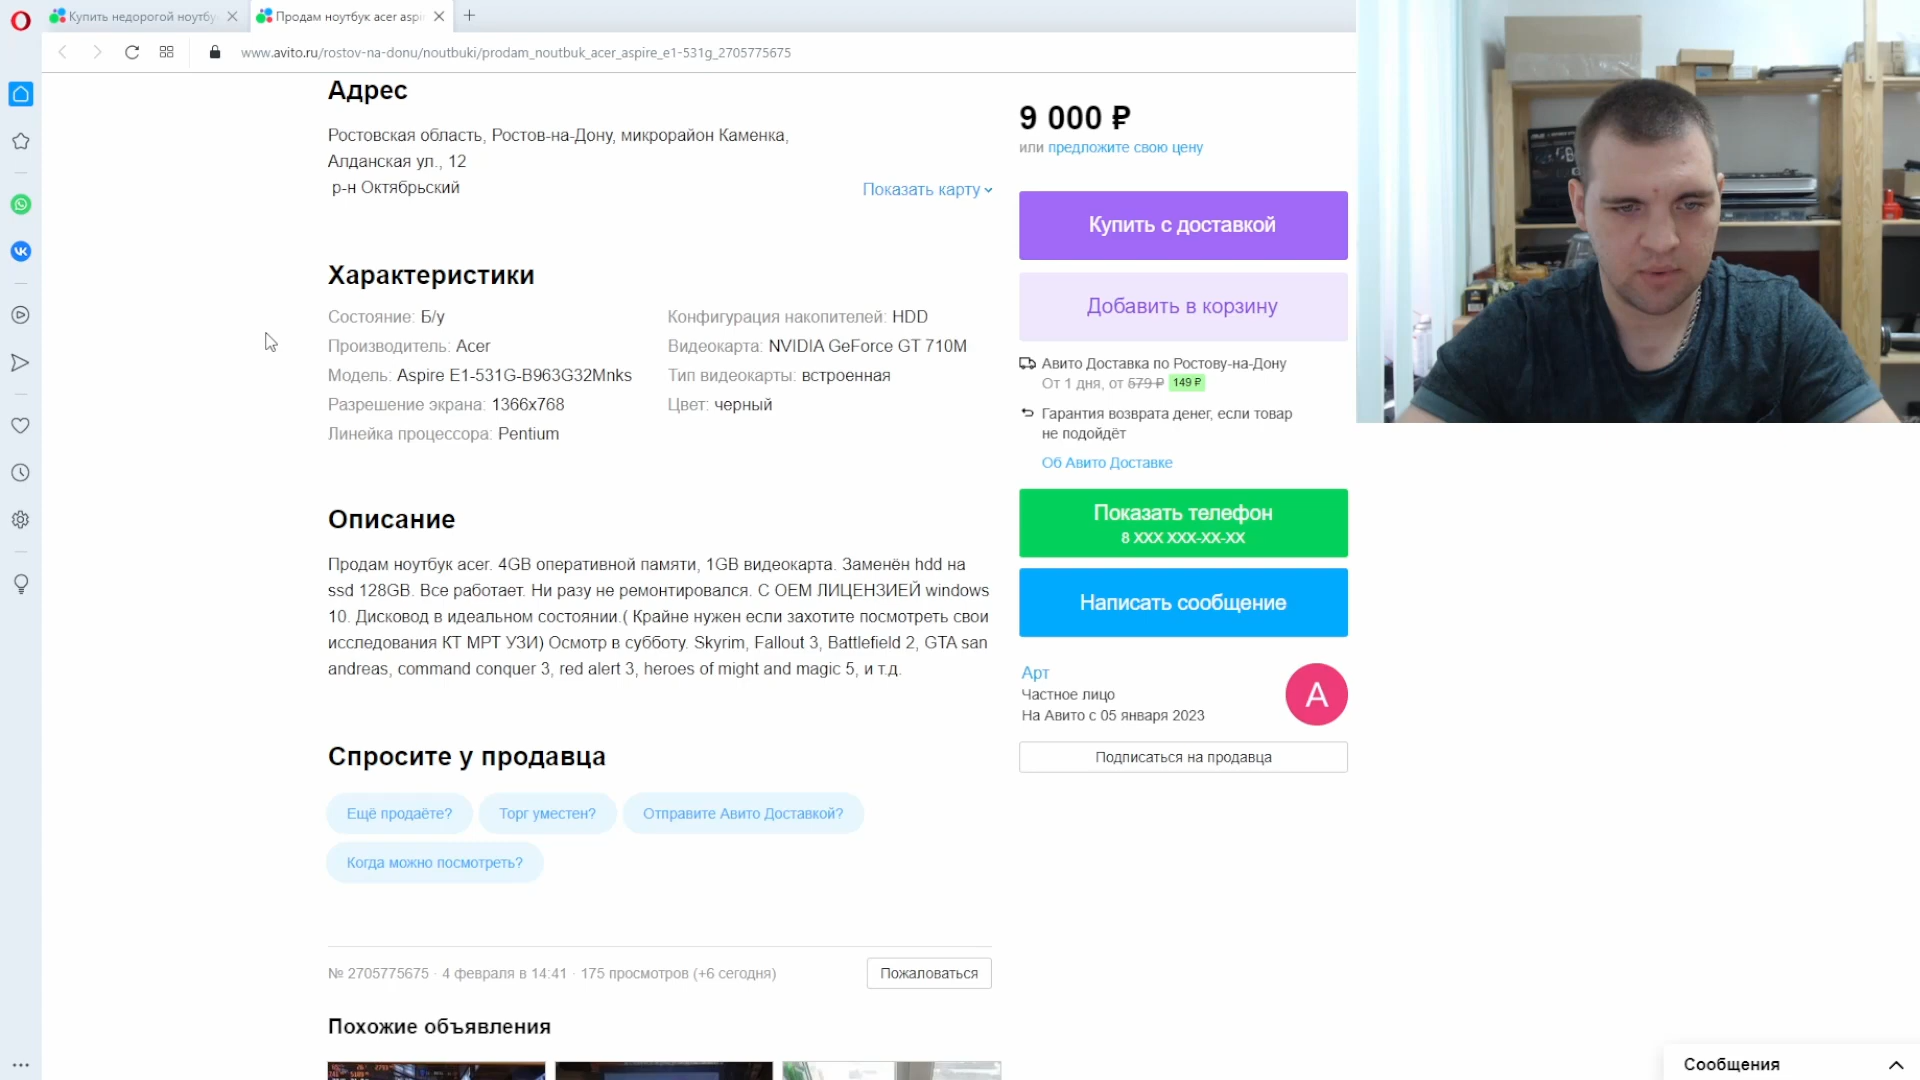 Купить недорогой ноутбу
Продам ноутбук acer aspi
www.avito.ru/rostov-na-donu/noutbuki/prodam_noutbuk_acer_aspire_e1-531g_2705775675
Адрес
Ростовская область, Ростов-на-Дону, микрорайон Каменка,
Алданская ул., 12
р-н Октябрьский
Показать карту
Характеристики
Состояние: Б/у
Производитель: Acer
Модель: Aspire E1-531G-B963G32Mnks
Разрешение экрана: 1366x768
Линейка процессора: Pentium
Конфигурация накопителей: HDD
Видеокарта: NVIDIA GeForce GT 710M
Тип видеокарты: встроенная
Цвет: черный
Описание
Продам ноутбук acer. 4GB оперативной памяти, 1GB видеокарта. Заменён hdd на
ssd 128GB. Все работает. Ни разу не ремонтировался. С ОЕМ ЛИЦЕНЗИЕЙ windows
10. Дисковод в идеальном состоянии.( Крайне нужен если захотите посмотреть свои
исследования КТ МРТ УЗИ) Осмотр в субботу. Skyrim, Fallout 3, Battlefield 2, GTA san
andreas, command conquer 3, red alert 3, heroes of might and magic 5, и т.д.
Спросите у продавца
Ещё продаёте?
Торг уместен?
Отправите Авито Доставкой?
Когда можно посмотреть?
№ 2705775675 · 4 февраля в 14:41 · 175 просмотров (+6 сегодня)
Пожаловаться
Похожие объявления
9 000 ₽
или предложите свою цену
Купить с доставкой
Добавить в корзину
Авито Доставка по Ростову-на-Дону
От 1 дня, от 579 ₽ 149 ₽
Гарантия возврата денег, если товар
не подойдёт
Об Авито Доставке
Показать телефон
8 XXX XXX-XX-XX
Написать сообщение
Арт
Частное лицо
На Авито с 05 января 2023
А
Подписаться на продавца
Сообщения